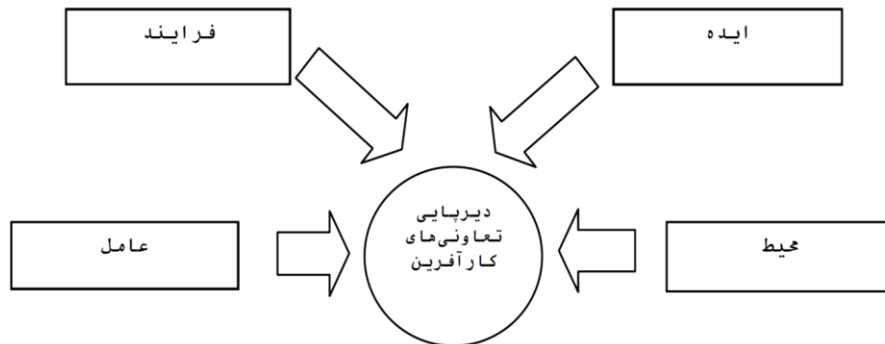 ایده
فرایند
دیرپایی
تعاونی‌های
کارآفرین
محیط
عامل